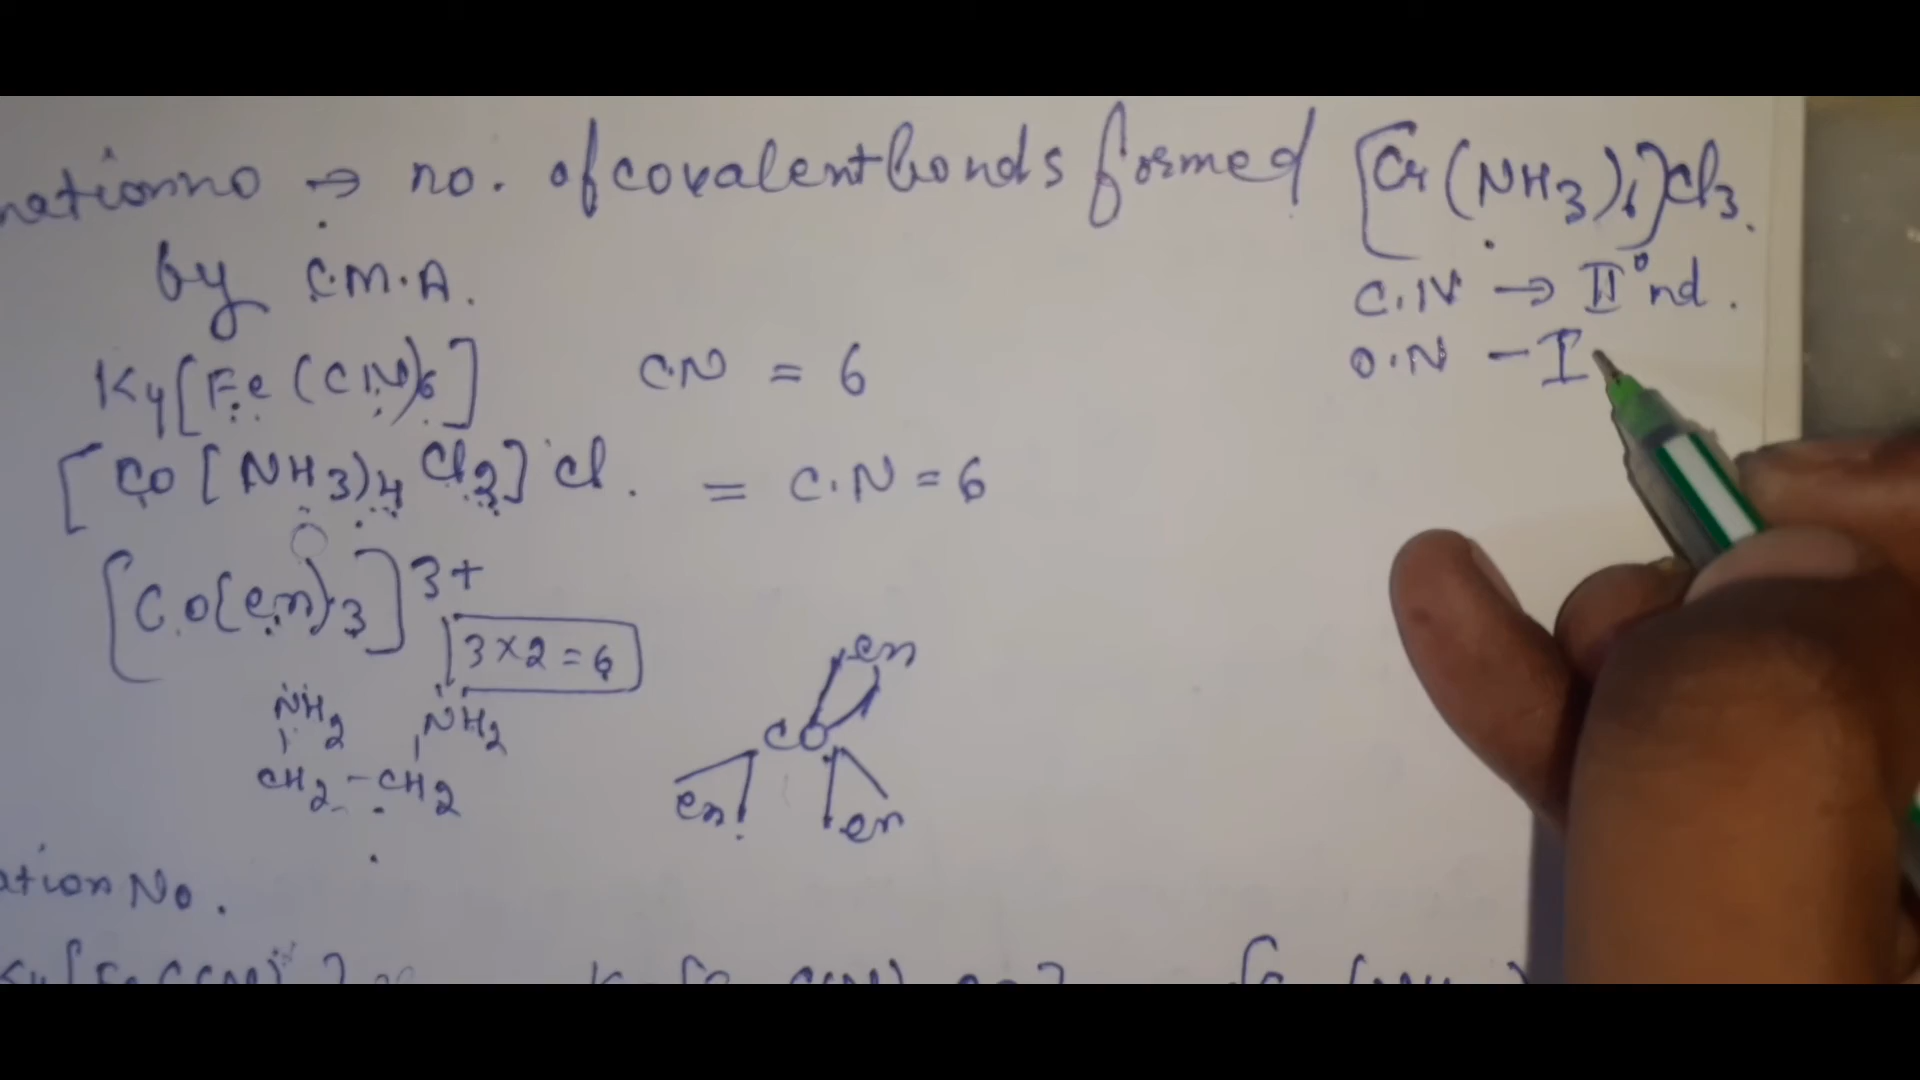 nation no → no. of covalent bonds formed [Cr(NH3)6]Cl3.
by C.M.A.
C.N → IInd.
O.N - I
K4[Fe(CN)6] C.N = 6
[Co[NH3)4 Cl2] Cl. = C.N = 6
[Co(en)3]3+
3×2=6
en
NH2 NH2
Co
CH2-CH2
en en
ation No.